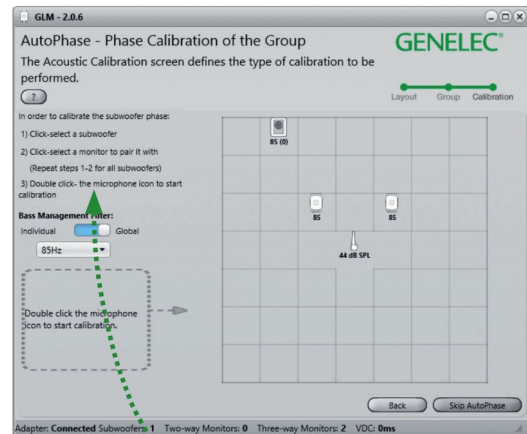 GLM - 2.0.6
AutoPhase - Phase Calibration of the Group
The Acoustic Calibration screen defines the type of calibration to be
performed.
?
GENELEC®
Layout Group Calibration
In order to calibrate the subwoofer phase:
1) Click-select a subwoofer
2) Click-select a monitor to pair it with
(Repeat steps 1-2 for all subwoofers)
3) Double click- the microphone icon to start
calibration
Bass Management Filter:
Individual Global
85Hz
Double click the microphone
icon to start calibration.
85 (0)
85 85
44 dB SPL
Back Skip AutoPhase
Adapter: Connected Subwoofers: 1 Two-way Monitors: 0 Three-way Monitors: 2 VDC: 0ms